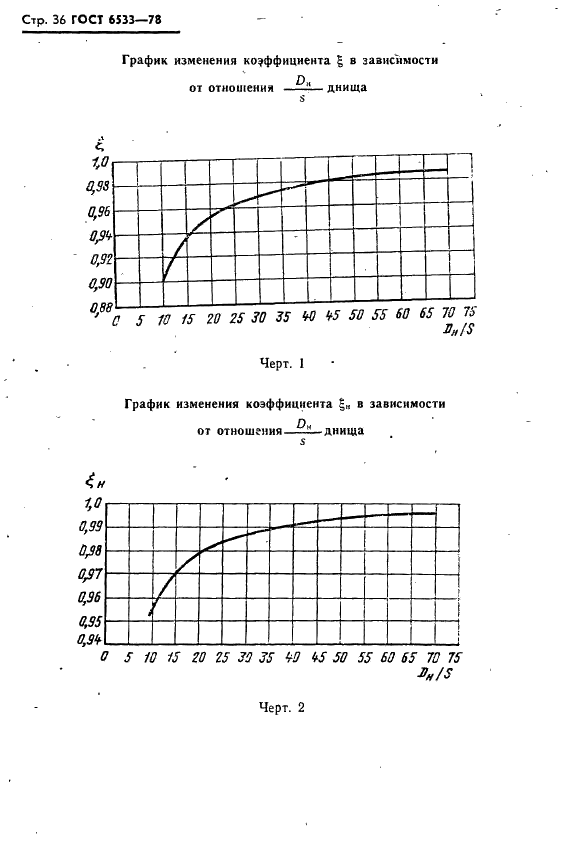 Стр. 36 ГОСТ 6533—78
График изменения коэффициента ξ в зависимости
от отношения Dн/s днища
ξ
1,0
0,98
0,96
0,94
0,92
0,90
0,88
0 5 10 15 20 25 30 35 40 45 50 55 60 65 70 75
Dн/S
Черт. 1
График изменения коэффициента ξн в зависимости
от отношения Dн/s днища
ξн
1,0
0,99
0,98
0,97
0,96
0,95
0,94
0 5 10 15 20 25 30 35 40 45 50 55 60 65 70 75
Dн/S
Черт. 2